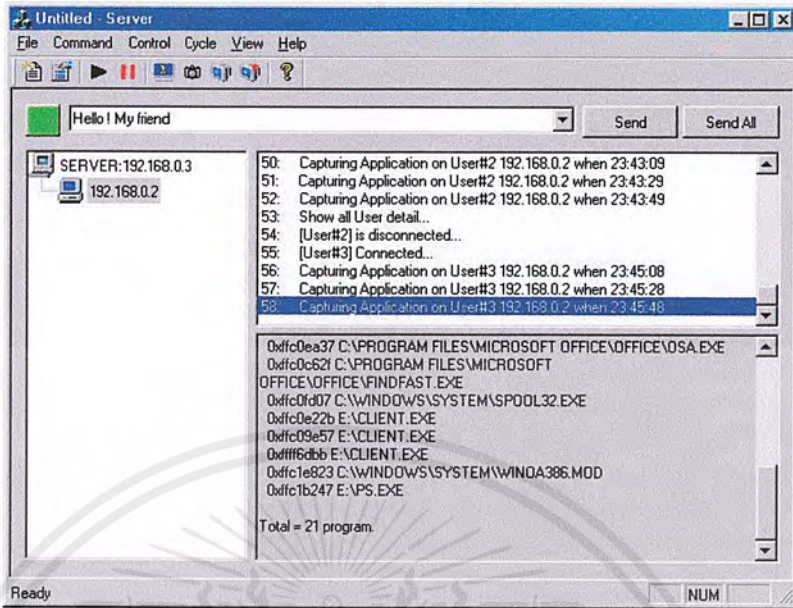 Untitled - Server
File Command Control Cycle View Help
Hello ! My friend
Send
Send All
SERVER:192.168.0.3
192.168.0.2
50: Capturing Application on User#2 192.168.0.2 when 23:43:09
51: Capturing Application on User#2 192.168.0.2 when 23:43:29
52: Capturing Application on User#2 192.168.0.2 when 23:43:49
53: Show all User detail...
54: [User#2] is disconnected...
55: [User#3] Connected...
56: Capturing Application on User#3 192.168.0.2 when 23:45:08
57: Capturing Application on User#3 192.168.0.2 when 23:45:28
58: Capturing Application on User#3 192.168.0.2 when 23:45:48
0xffc0ea37 C:\PROGRAM FILES\MICROSOFT OFFICE\OFFICE\OSA.EXE
0xffc0c62f C:\PROGRAM FILES\MICROSOFT
OFFICE\OFFICE\FINDFAST.EXE
0xffc0fd07 C:\WINDOWS\SYSTEM\SPOOL32.EXE
0xffc0e22b E:\CLIENT.EXE
0xffc09e57 E:\CLIENT.EXE
0xffff6dbb E:\CLIENT.EXE
0xffc1e823 C:\WINDOWS\SYSTEM\WINOA386.MOD
0xffc1b247 E:\PS.EXE
Total = 21 program.
Ready
NUM